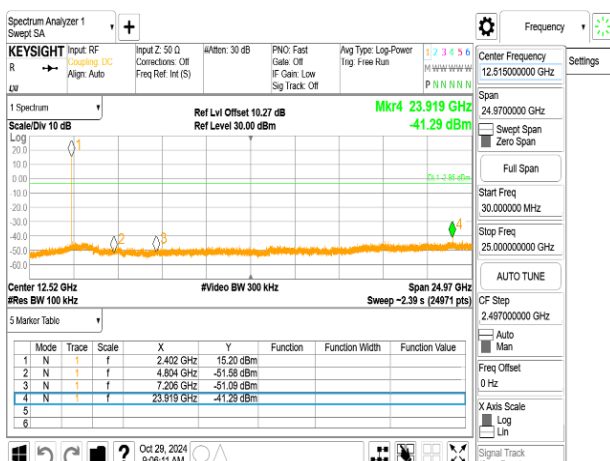 Spectrum Analyzer 1
Swept SA
Frequency
KEYSIGHT
R
LXI
Input: RF
Coupling: DC
Align: Auto
Input Z: 50 Ω
Corrections: Off
Freq Ref: Int (S)
#Atten: 30 dB
PNO: Fast
Gate: Off
IF Gain: Low
Sig Track: Off
Avg Type: Log-Power
Trig: Free Run
1 2 3 4 5 6
M W W W W W
P N N N N N
1 Spectrum
Scale/Div 10 dB
Ref Lvl Offset 10.27 dB
Ref Level 30.00 dBm
Mkr4 23.919 GHz
-41.29 dBm
Log
20.0
10.0
0.00
-10.0
-20.0
-30.0
-40.0
-50.0
-60.0
1
2
3
4
DL1 -2.85 dBm
Center 12.52 GHz
#Res BW 100 kHz
#Video BW 300 kHz
Span 24.97 GHz
Sweep ~2.39 s (24971 pts)
5 Marker Table
Mode Trace Scale X Y Function Function Width Function Value
1 N 1 f 2.402 GHz 15.20 dBm
2 N 1 f 4.804 GHz -51.58 dBm
3 N 1 f 7.206 GHz -51.09 dBm
4 N 1 f 23.919 GHz -41.29 dBm
5
6
Oct 29, 2024
9:06:11 AM
Center Frequency
12.515000000 GHz
Settings
Span
24.9700000 GHz
Swept Span
Zero Span
Full Span
Start Freq
30.000000 MHz
Stop Freq
25.000000000 GHz
AUTO TUNE
CF Step
2.497000000 GHz
Auto
Man
Freq Offset
0 Hz
X Axis Scale
Log
Lin
Signal Track